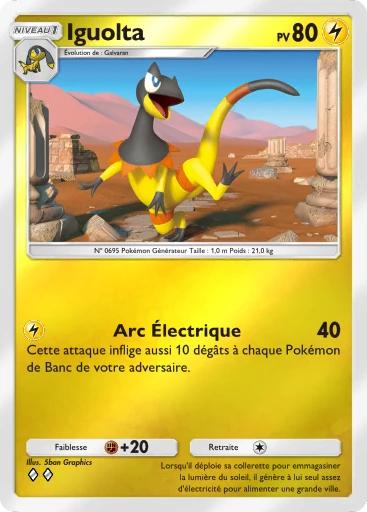 NIVEAU 1
Iguolta
PV 80
Évolution de : Galvaran
N° 0695 Pokémon Générateur Taille : 1,0 m Poids : 21,0 kg
Arc Électrique 40
Cette attaque inflige aussi 10 dégâts à chaque Pokémon
de Banc de votre adversaire.
Faiblesse +20
Retraite
Illus. 5ban Graphics
Lorsqu'il déploie sa collerette pour emmagasiner
la lumière du soleil, il génère à lui seul assez
d'électricité pour alimenter une grande ville.